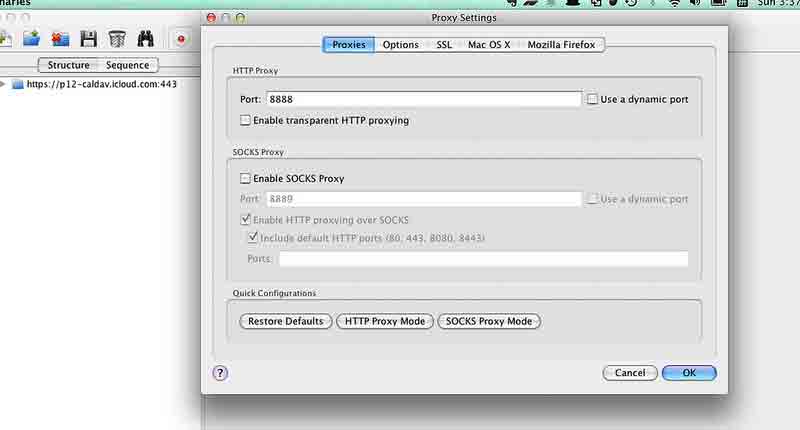 Proxy Settings
Sun 3:37
Proxies Options SSL Mac OS X Mozilla Firefox
Structure Sequence
https://p12-caldav.icloud.com:443
HTTP Proxy
Port: 8888 Use a dynamic port
Enable transparent HTTP proxying
SOCKS Proxy
Enable SOCKS Proxy
Port: 8889 Use a dynamic port
Enable HTTP proxying over SOCKS
Include default HTTP ports (80, 443, 8080, 8443)
Ports:
Quick Configurations
Restore Defaults HTTP Proxy Mode SOCKS Proxy Mode
? Cancel OK